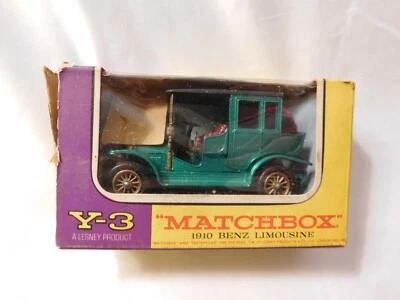 Y-3
A LESNEY PRODUCT
"MATCHBOX"
1910 BENZ LIMOUSINE